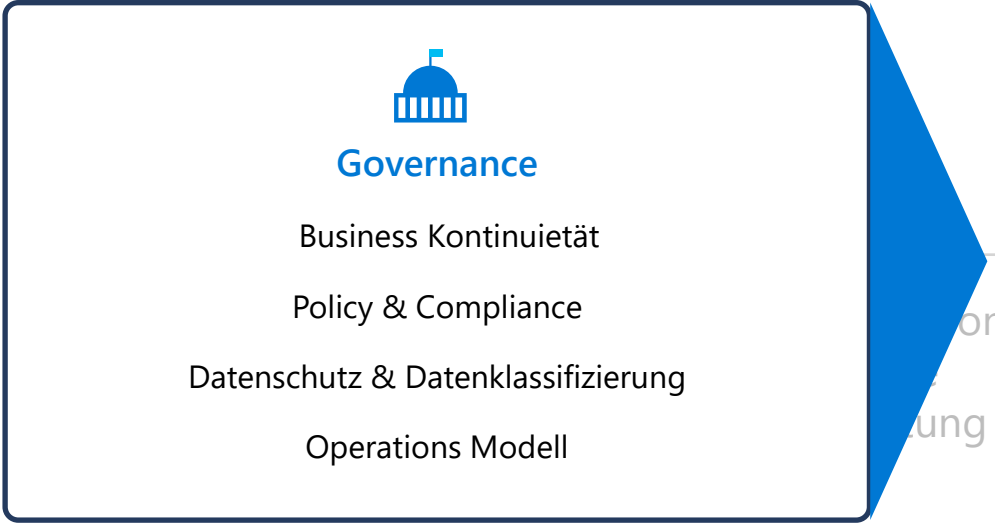 Governance
Business Kontinuietät
Policy & Compliance
Datenschutz & Datenklassifizierung
Operations Modell